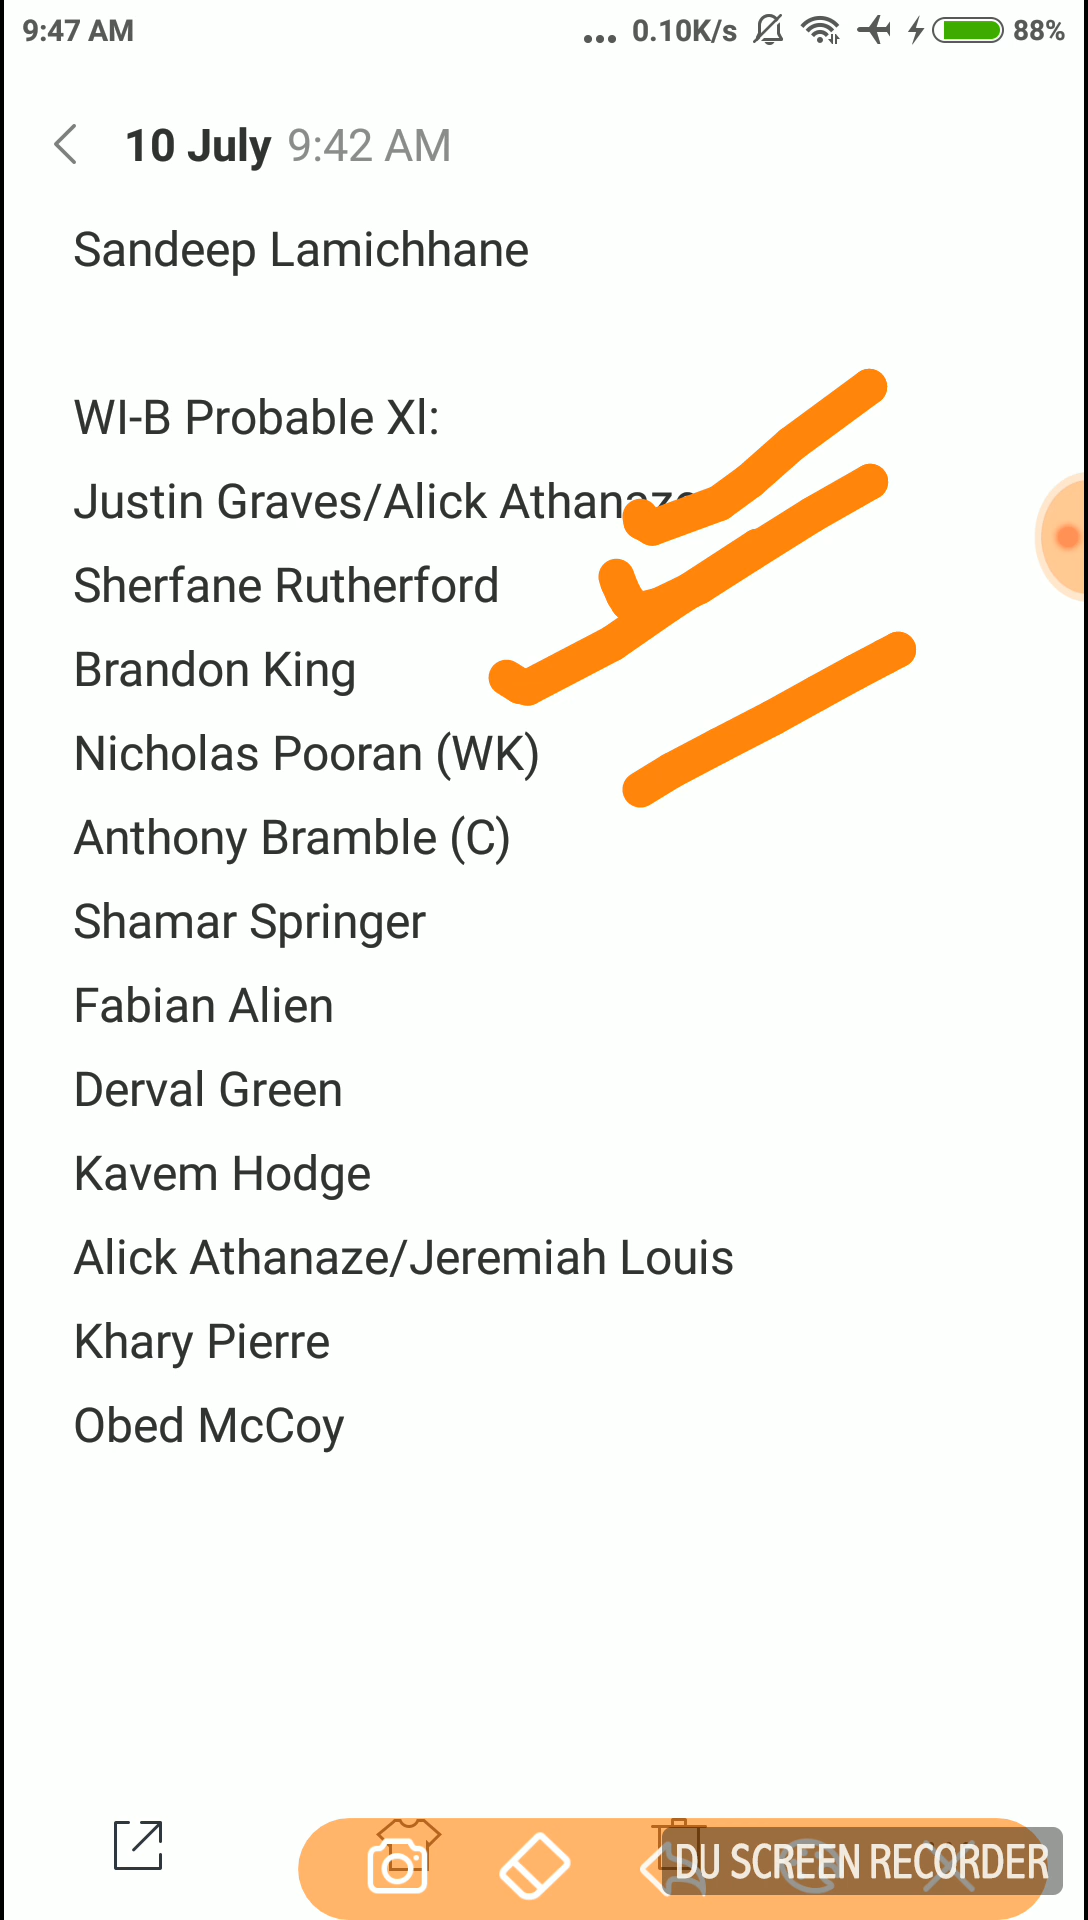 9:47 AM ... 0.10K/s 88%
10 July 9:42 AM
Sandeep Lamichhane
WI-B Probable Xl:
Justin Graves/Alick Athanaze
Sherfane Rutherford
Brandon King
Nicholas Pooran (WK)
Anthony Bramble (C)
Shamar Springer
Fabian Alien
Derval Green
Kavem Hodge
Alick Athanaze/Jeremiah Louis
Khary Pierre
Obed McCoy
DU SCREEN RECORDER